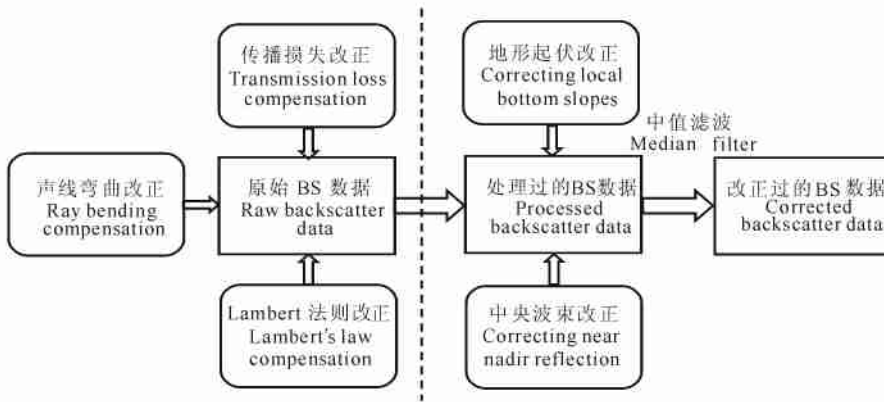 传播损失改正
Transmission loss
compensation
地形起伏改正
Correcting local
bottom slopes
中值滤波
Median filter
声线弯曲改正
Ray bending
compensation
原始 BS 数据
Raw backscatter
data
处理过的BS数据
Processed
backscatter data
改正过的BS数据
Corrected
backscatter data
Lambert 法则改正
Lambert's law
compensation
中央波束改正
Correcting near
nadir reflection